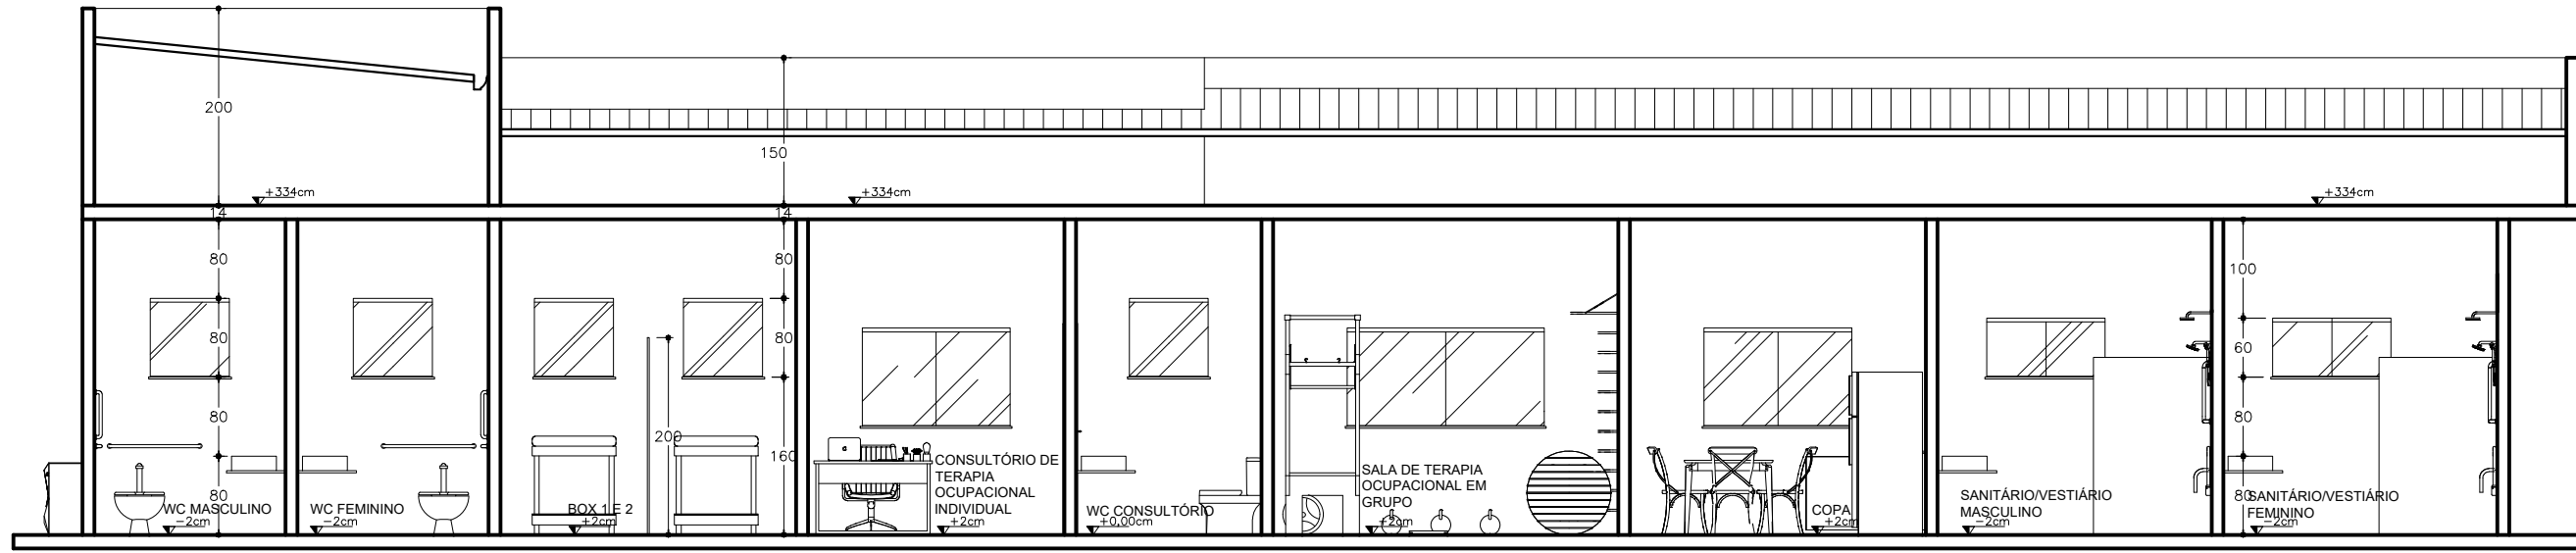 200
150
+334cm
+334cm
+334cm
14
14
80
80
100
80
80
60
80
200
160
80
80
80
WC MASCULINO
-2cm
WC FEMININO
-2cm
BOX 1 E 2
+2cm
CONSULTÓRIO DE
TERAPIA
OCUPACIONAL
INDIVIDUAL
+2cm
WC CONSULTÓRIO
+0,00cm
SALA DE TERAPIA
OCUPACIONAL EM
GRUPO
+2cm
COPA
+2cm
SANITÁRIO/VESTIÁRIO
MASCULINO
-2cm
SANITÁRIO/VESTIÁRIO
FEMININO
-2cm